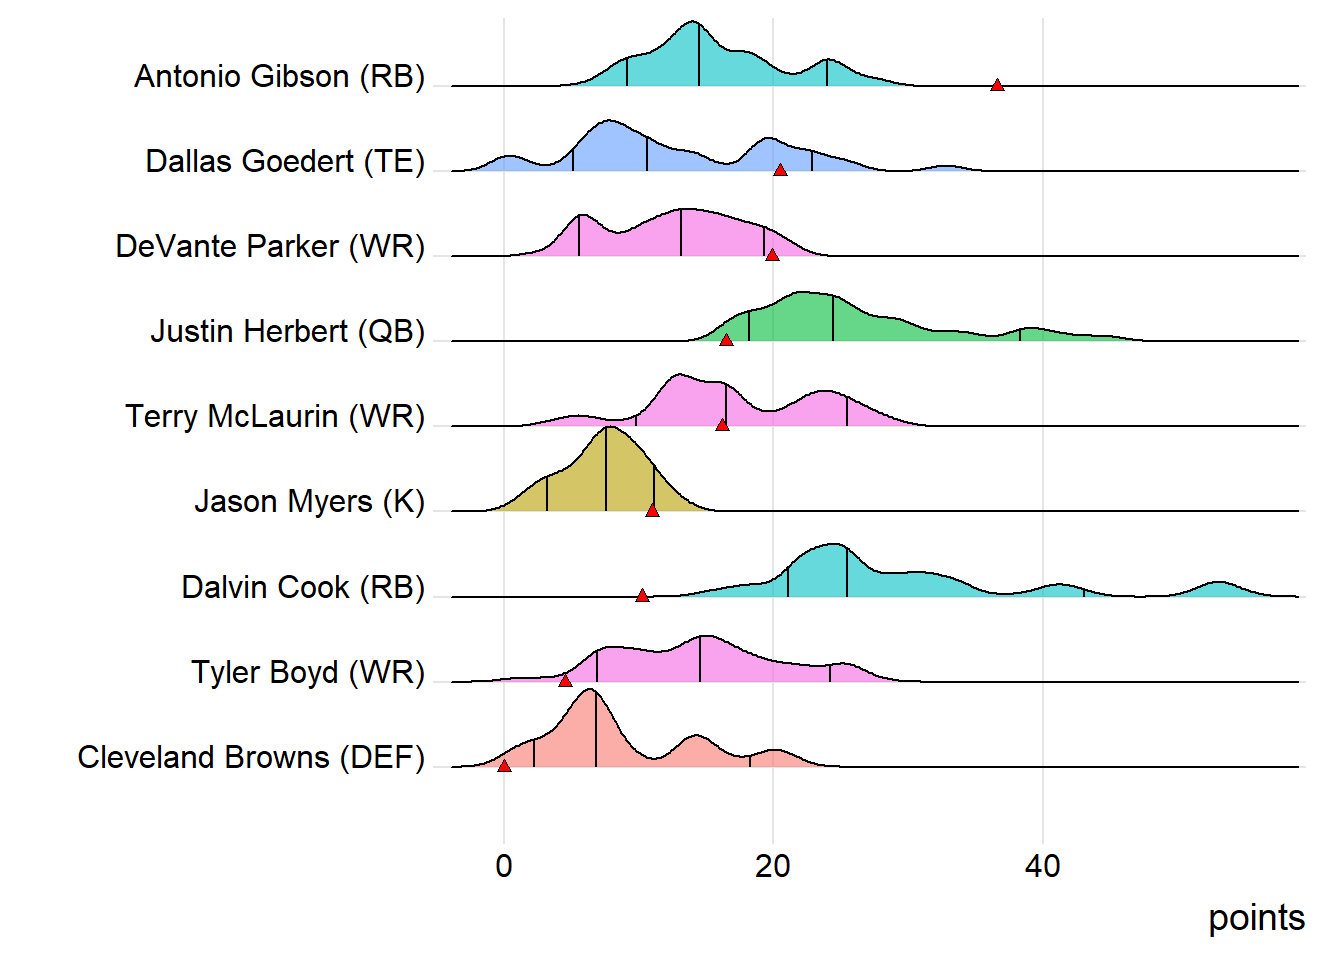 Antonio Gibson (RB)
Dallas Goedert (TE)
DeVante Parker (WR)
Justin Herbert (QB)
Terry McLaurin (WR)
Jason Myers (K)
Dalvin Cook (RB)
Tyler Boyd (WR)
Cleveland Browns (DEF)
0 20 40
points